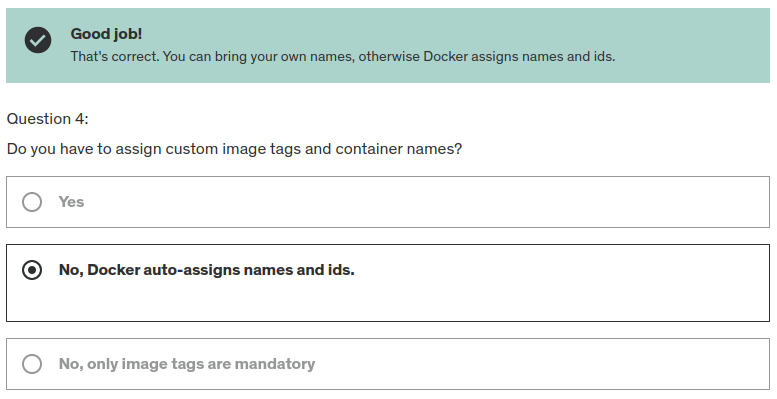 Good job!
That's correct. You can bring your own names, otherwise Docker assigns names and ids.
Question 4:
Do you have to assign custom image tags and container names?
Yes
No, Docker auto-assigns names and ids.
No, only image tags are mandatory